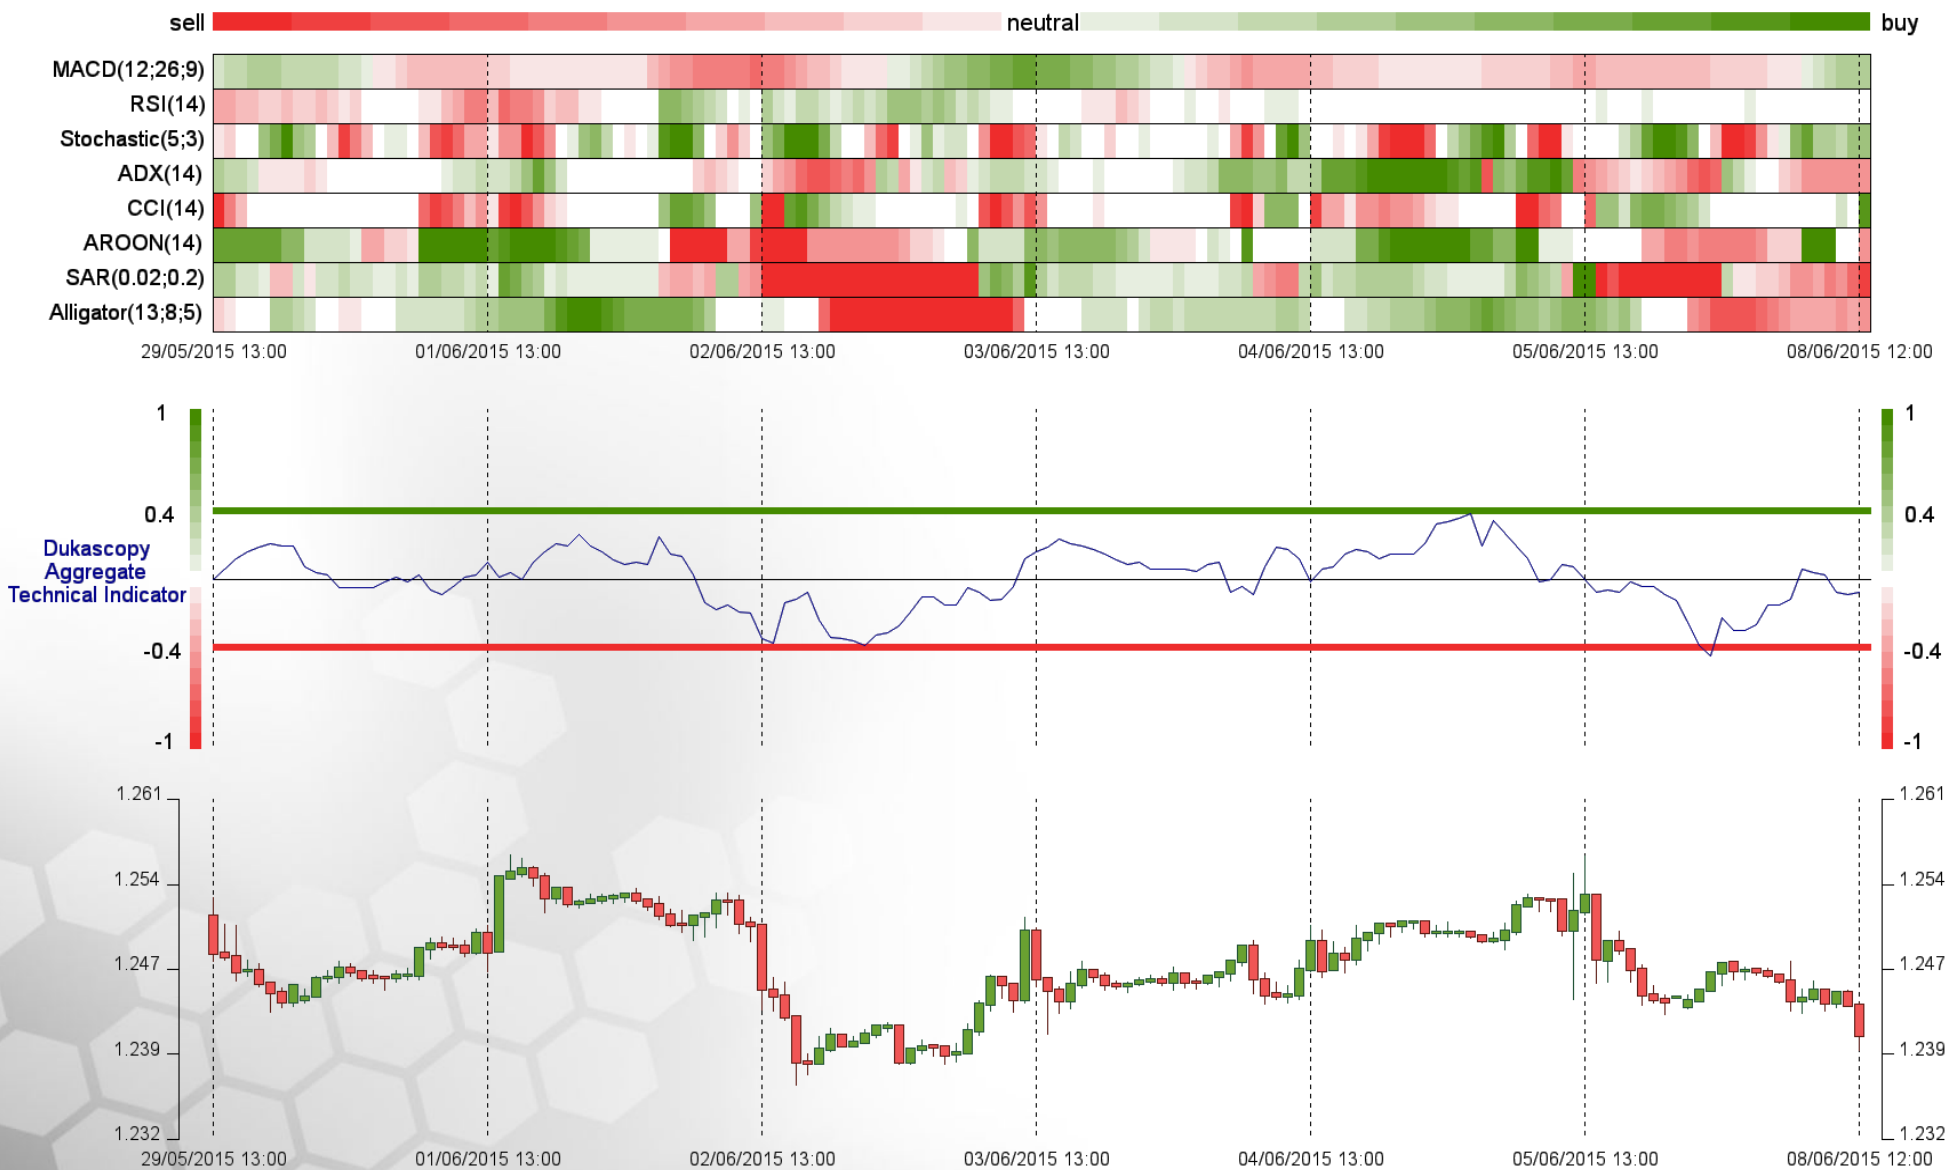 sell neutral buy
MACD(12;26;9)
RSI(14)
Stochastic(5;3)
ADX(14)
CCI(14)
AROON(14)
SAR(0.02;0.2)
Alligator(13;8;5)
29/05/2015 13:00 01/06/2015 13:00 02/06/2015 13:00 03/06/2015 13:00 04/06/2015 13:00 05/06/2015 13:00 08/06/2015 12:00
1 1
0.4 0.4
Dukascopy
Aggregate
Technical Indicator
-0.4 -0.4
-1 -1
1.261 1.261
1.254 1.254
1.247 1.247
1.239 1.239
1.232 1.232
29/05/2015 13:00 01/06/2015 13:00 02/06/2015 13:00 03/06/2015 13:00 04/06/2015 13:00 05/06/2015 13:00 08/06/2015 12:00